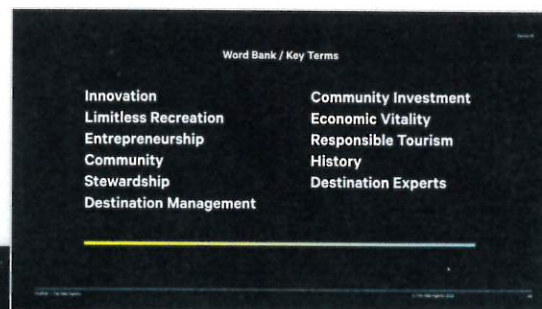 Word Bank / Key Terms
Innovation
Limitless Recreation
Entrepreneurship
Community
Stewardship
Destination Management
Community Investment
Economic Vitality
Responsible Tourism
History
Destination Experts